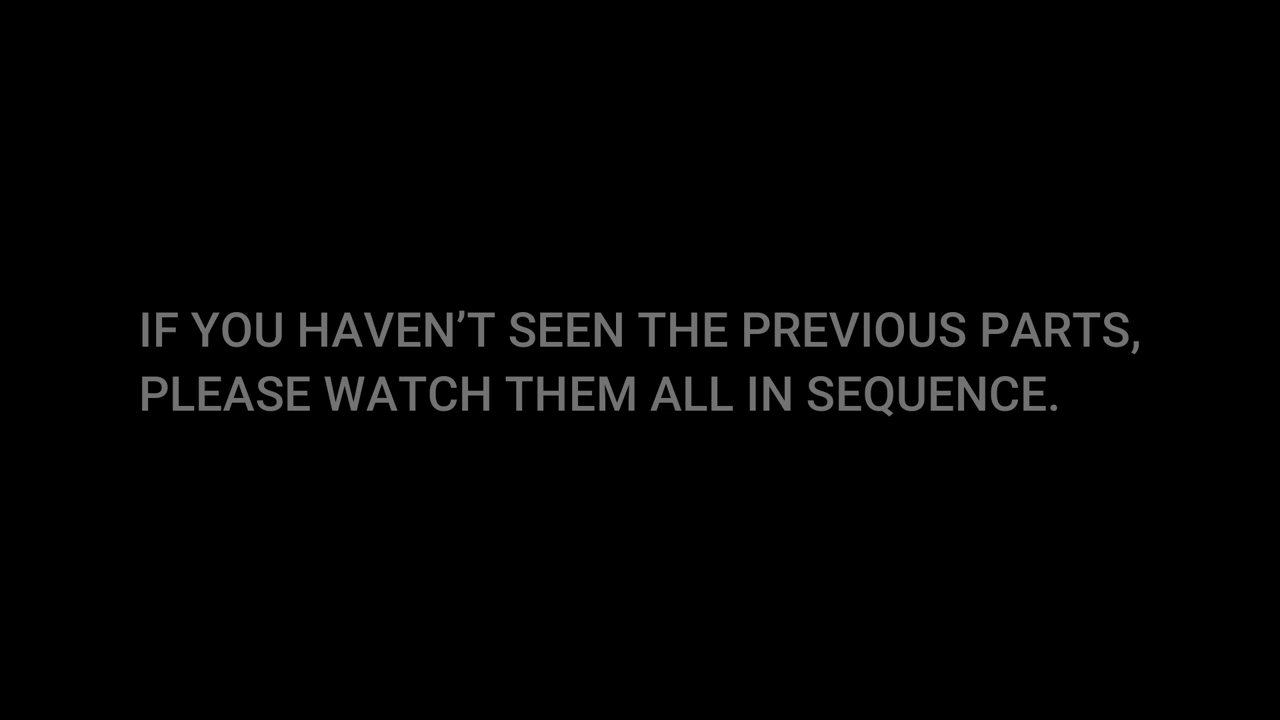 IF YOU HAVEN’T SEEN THE PREVIOUS PARTS,
PLEASE WATCH THEM ALL IN SEQUENCE.